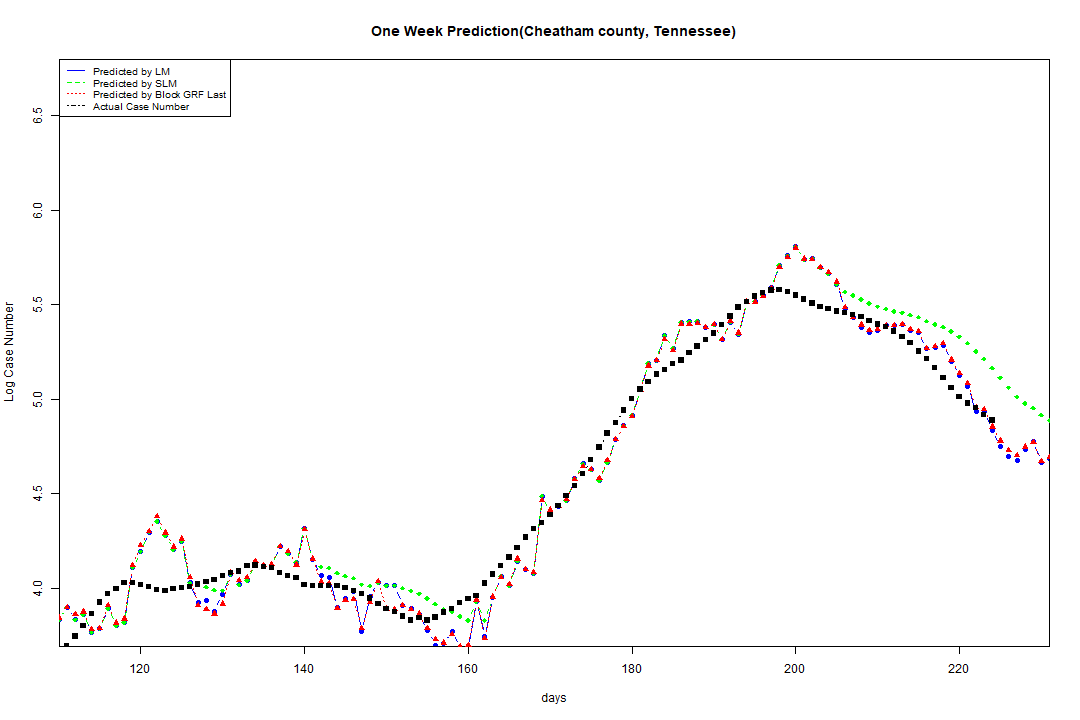 One Week Prediction(Cheatham county, Tennessee)
Predicted by LM
Predicted by SLM
Predicted by Block GRF Last
Actual Case Number
6.5
6.0
5.5
5.0
4.5
4.0
Log Case Number
120 140 160 180 200 220
days